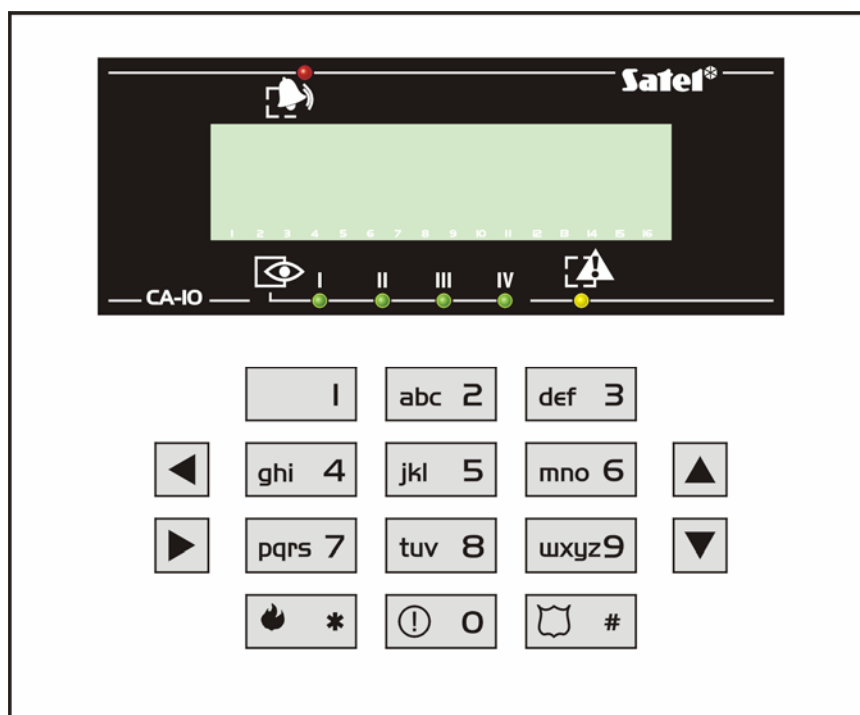 Satel
1 2 3 4 5 6 7 8 9 10 11 12 13 14 15 16
I II III IV
CA-10
1 abc 2 def 3
ghi 4 jkl 5 mno 6
pqrs 7 tuv 8 wxyz9
* 0 #